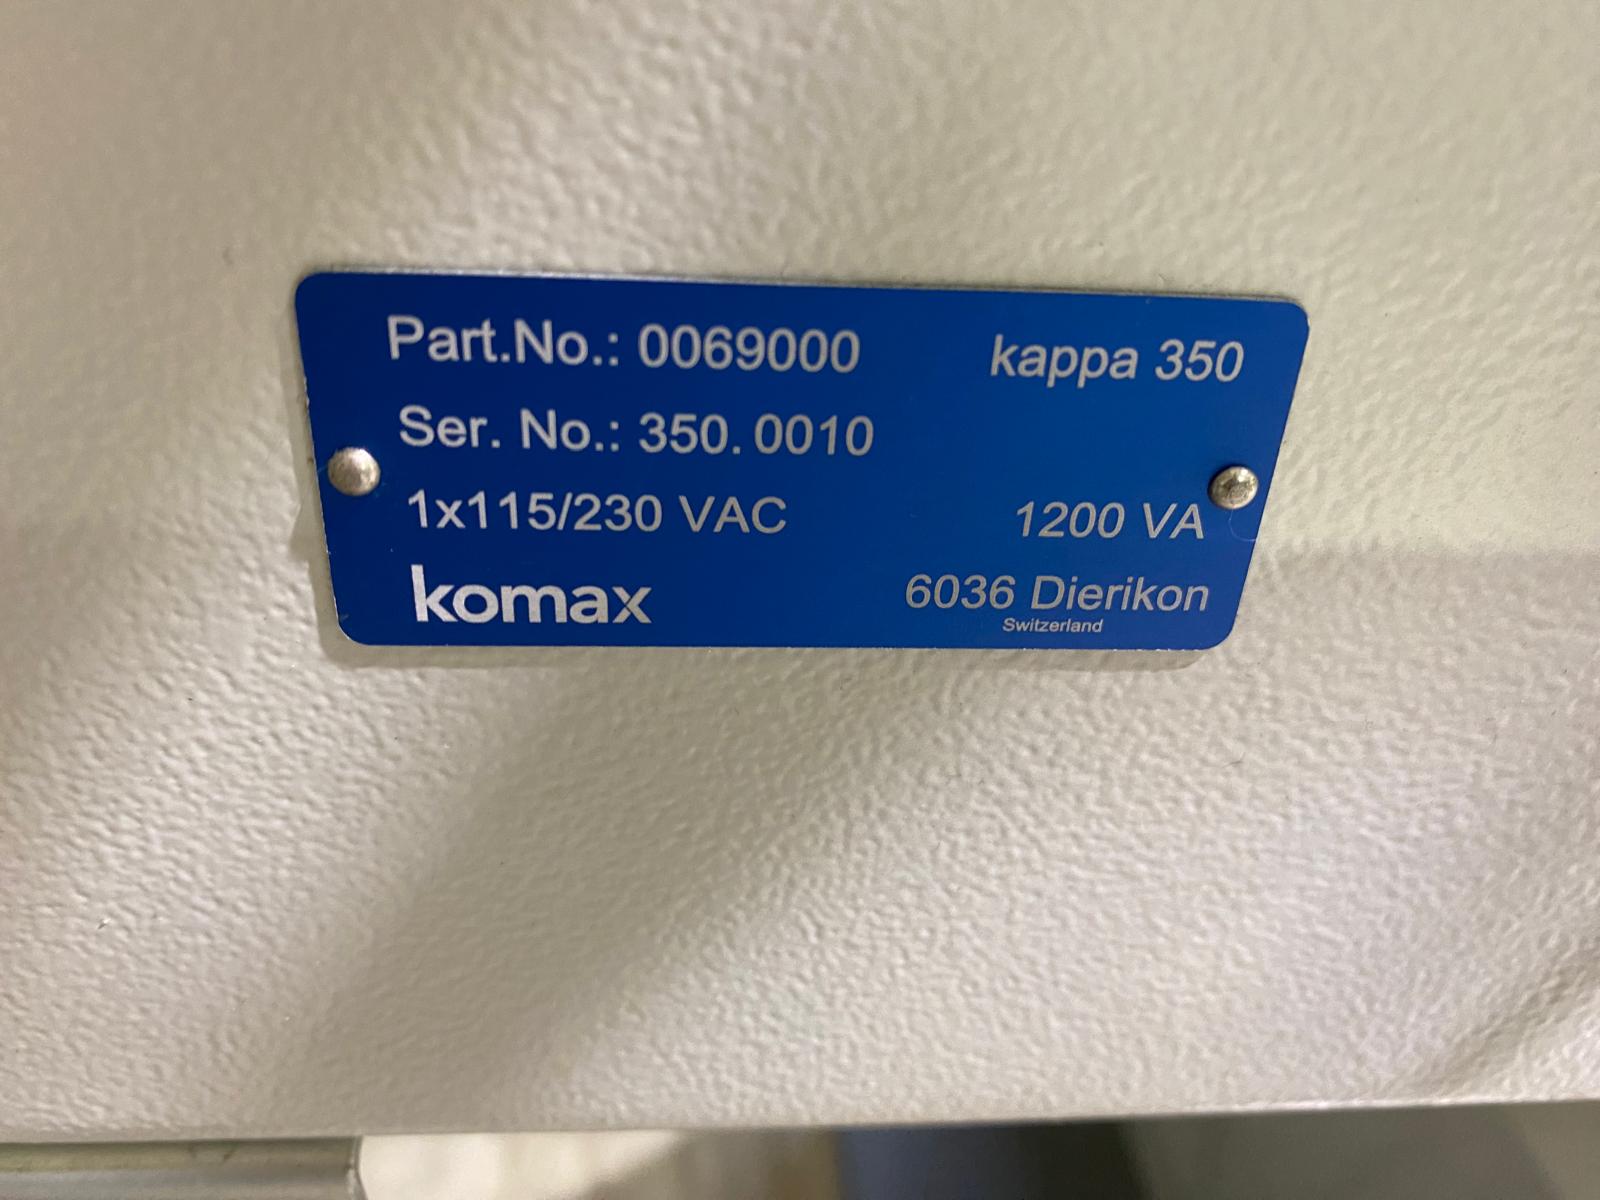 Part.No.: 0069000 kappa 350
Ser. No.: 350.0010
1x115/230 VAC 1200 VA
komax 6036 Dierikon
Switzerland